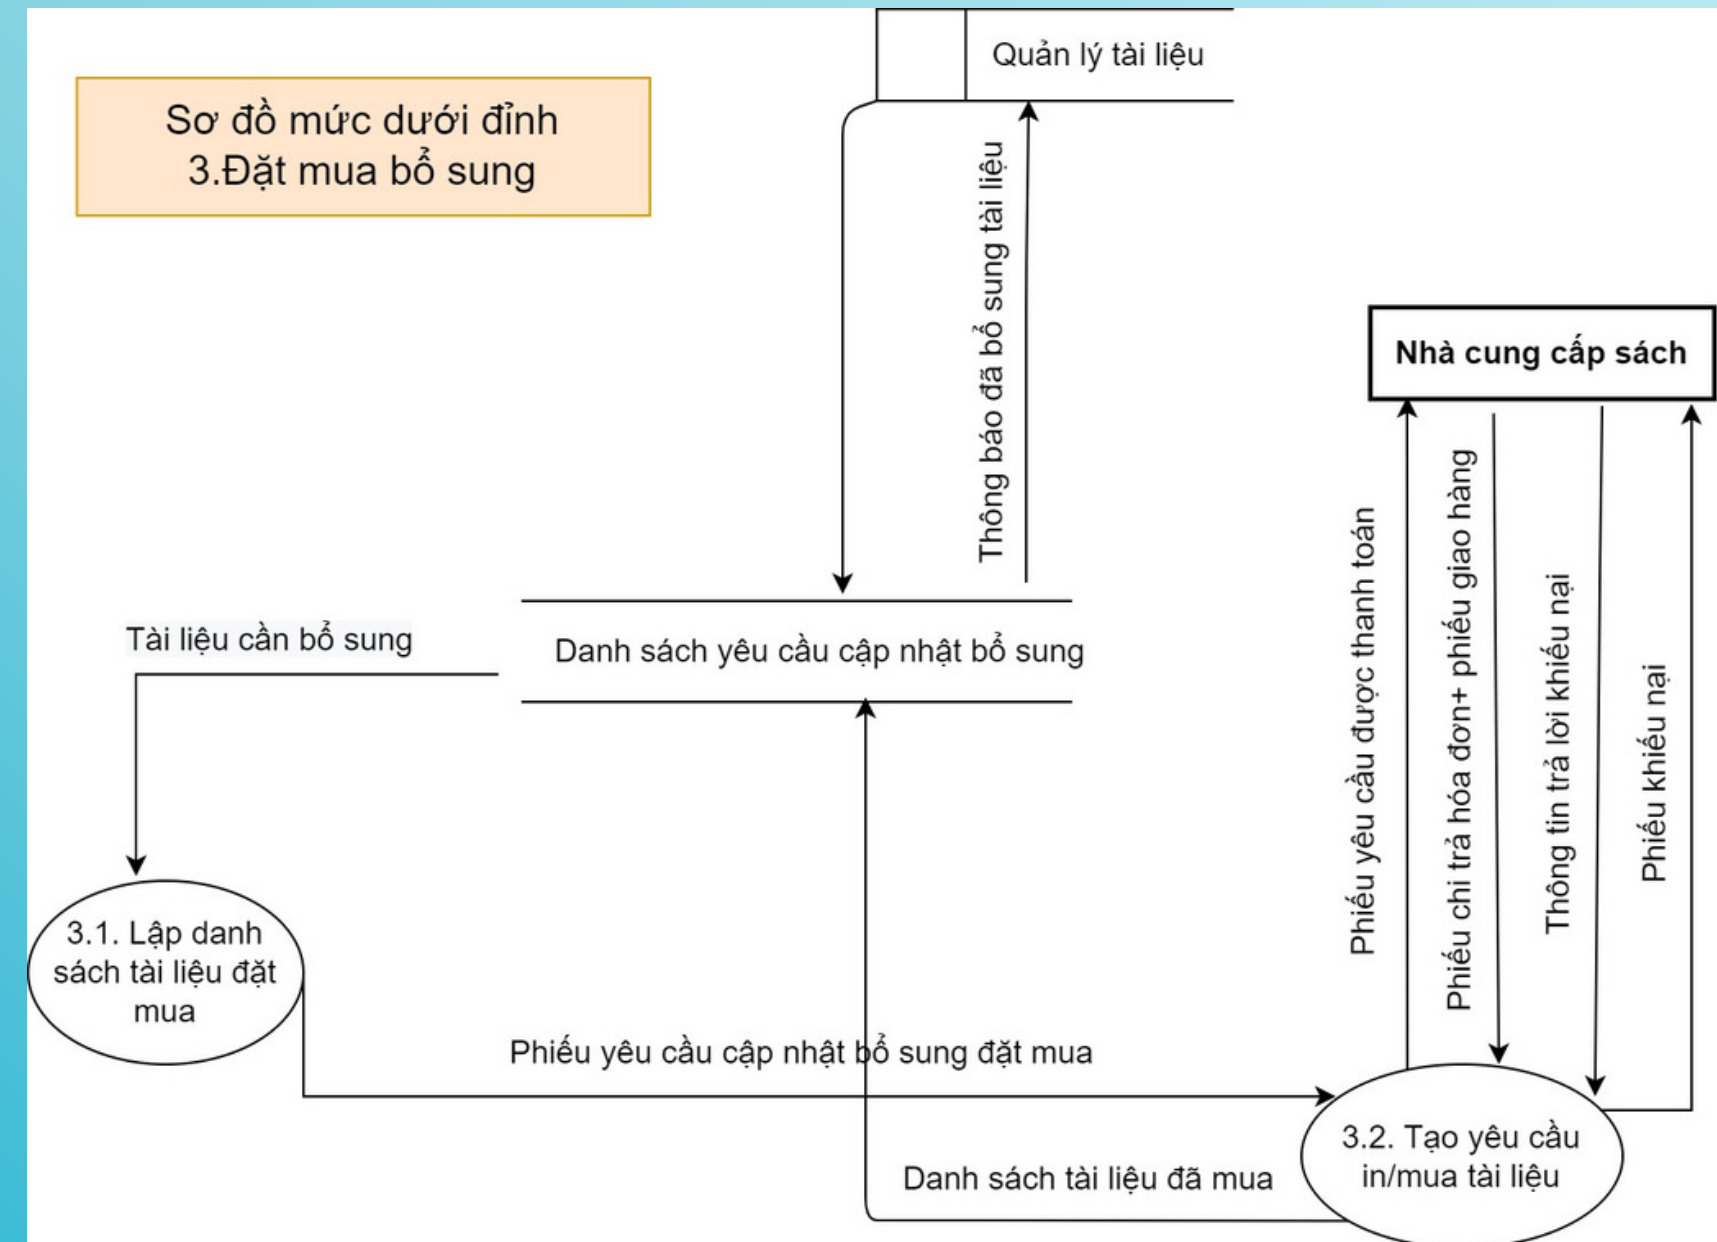 Quản lý tài liệu
Sơ đồ mức dưới đỉnh
3.Đặt mua bổ sung
Thông báo đã bổ sung tài liệu
Nhà cung cấp sách
Phiếu yêu cầu được thanh toán
Phiếu chi trả hóa đơn+ phiếu giao hàng
Thông tin trả lời khiếu nại
Phiếu khiếu nại
Tài liệu cần bổ sung
Danh sách yêu cầu cập nhật bổ sung
3.1. Lập danh
sách tài liệu đặt
mua
Phiếu yêu cầu cập nhật bổ sung đặt mua
3.2. Tạo yêu cầu
in/mua tài liệu
Danh sách tài liệu đã mua